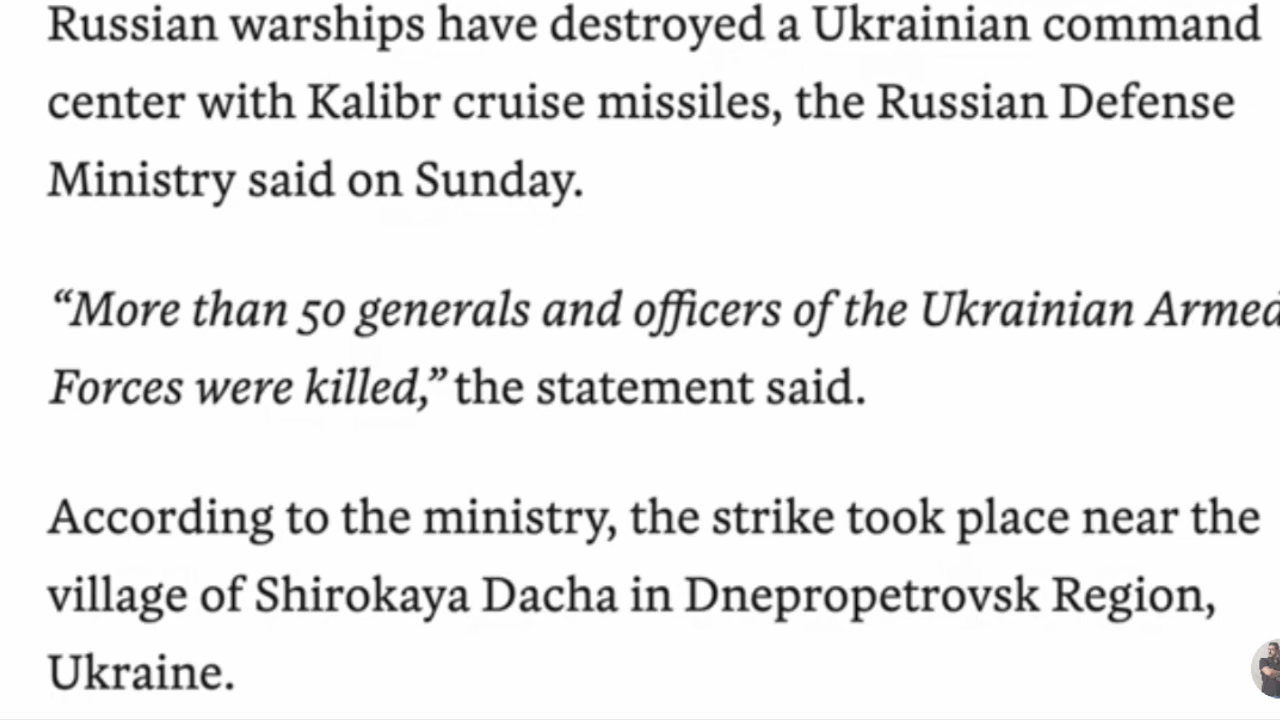 Russian warships have destroyed a Ukrainian command
center with Kalibr cruise missiles, the Russian Defense
Ministry said on Sunday.
“More than 50 generals and officers of the Ukrainian Armed
Forces were killed,” the statement said.
According to the ministry, the strike took place near the
village of Shirokaya Dacha in Dnepropetrovsk Region,
Ukraine.